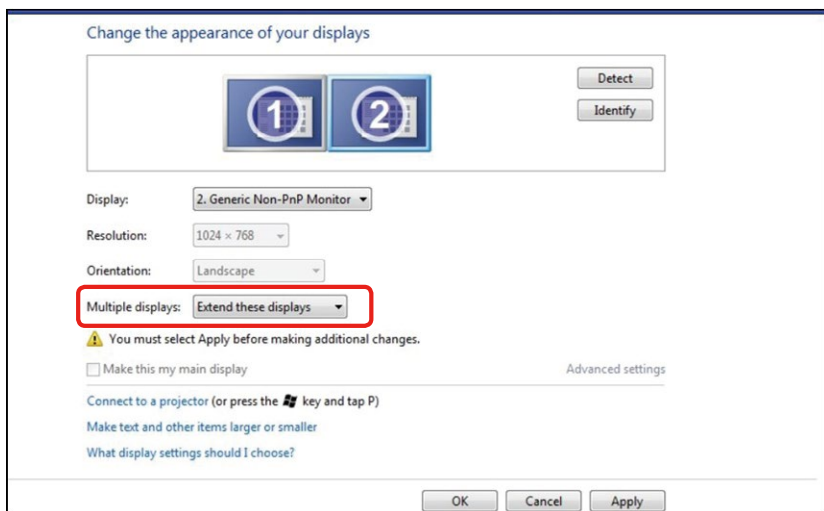 Change the appearance of your displays
1 2
Detect
Identify
Display: 2. Generic Non-PnP Monitor
Resolution: 1024 × 768
Orientation: Landscape
Multiple displays: Extend these displays
You must select Apply before making additional changes.
Make this my main display Advanced settings
Connect to a projector (or press the key and tap P)
Make text and other items larger or smaller
What display settings should I choose?
OK Cancel Apply